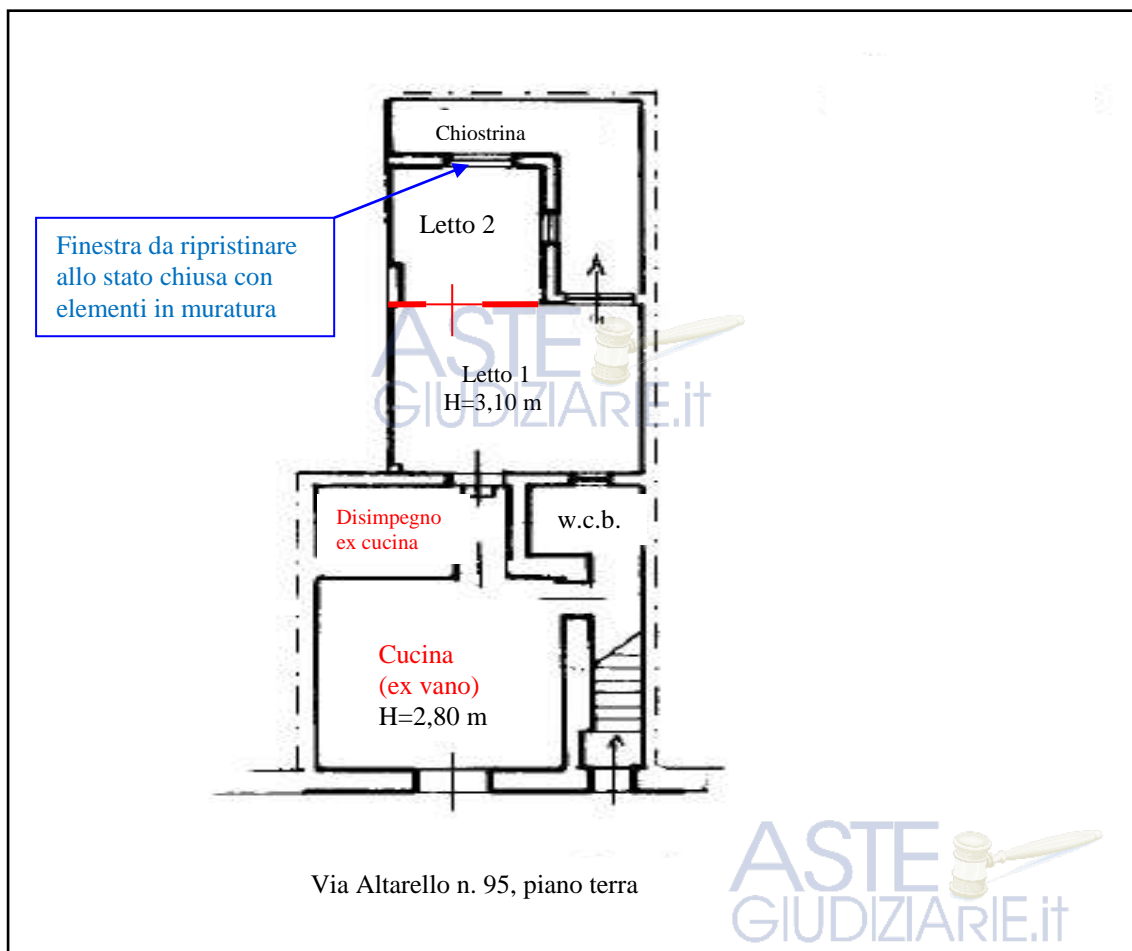 Chiostrina
Letto 2
Finestra da ripristinare
allo stato chiusa con
elementi in muratura
ASTE
GIUDIZIARIE.it
Letto 1
H=3,10 m
Disimpegno
ex cucina
w.c.b.
Cucina
(ex vano)
H=2,80 m
Via Altarello n. 95, piano terra
ASTE
GIUDIZIARIE.it